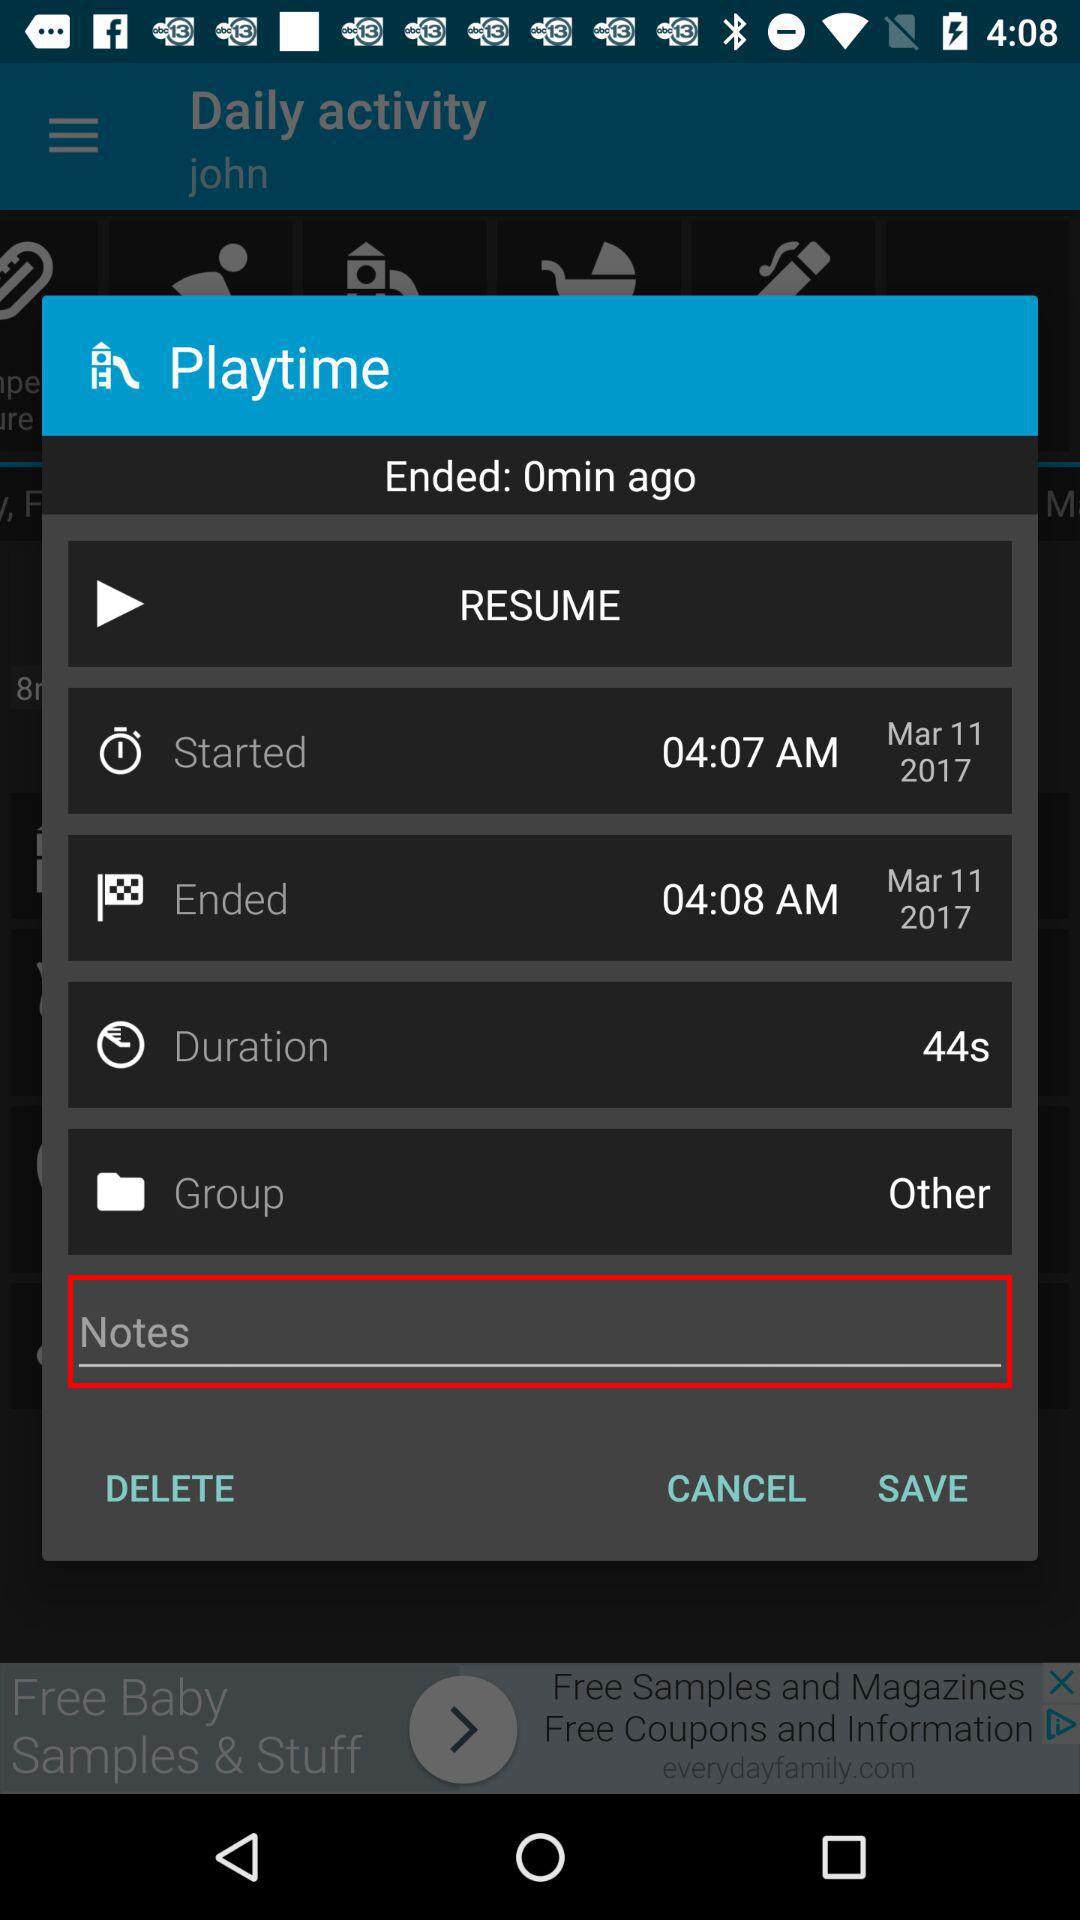 4:08
Daily activity
john
Playtime
Ended: 0min ago
RESUME
Started 04:07 AM Mar 11
2017
Ended 04:08 AM Mar 11
2017
Duration 44s
Group Other
Notes
DELETE CANCEL SAVE
Free Baby
Samples & Stuff
Free Samples and Magazines
Free Coupons and Information
everydayfamily.com